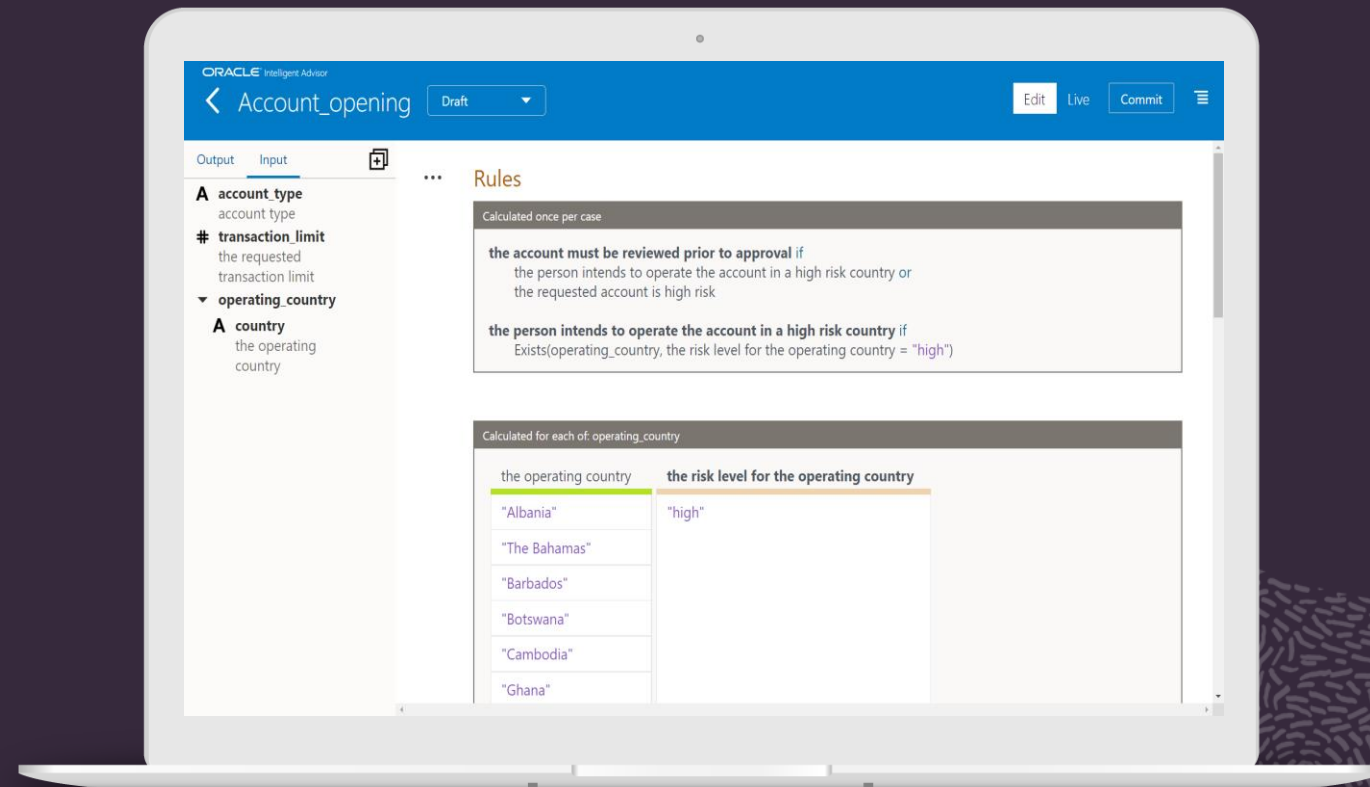 ORACLE Intelligent Advisor
Account_opening
Draft
Edit Live Commit
Output Input
A account_type
account type
# transaction_limit
the requested
transaction limit
operating_country
A country
the operating
country
Rules
Calculated once per case
the account must be reviewed prior to approval if
the person intends to operate the account in a high risk country or
the requested account is high risk
the person intends to operate the account in a high risk country if
Exists(operating_country, the risk level for the operating country = "high")
Calculated for each of: operating_country
the operating country the risk level for the operating country
"Albania" "high"
"The Bahamas"
"Barbados"
"Botswana"
"Cambodia"
"Ghana"